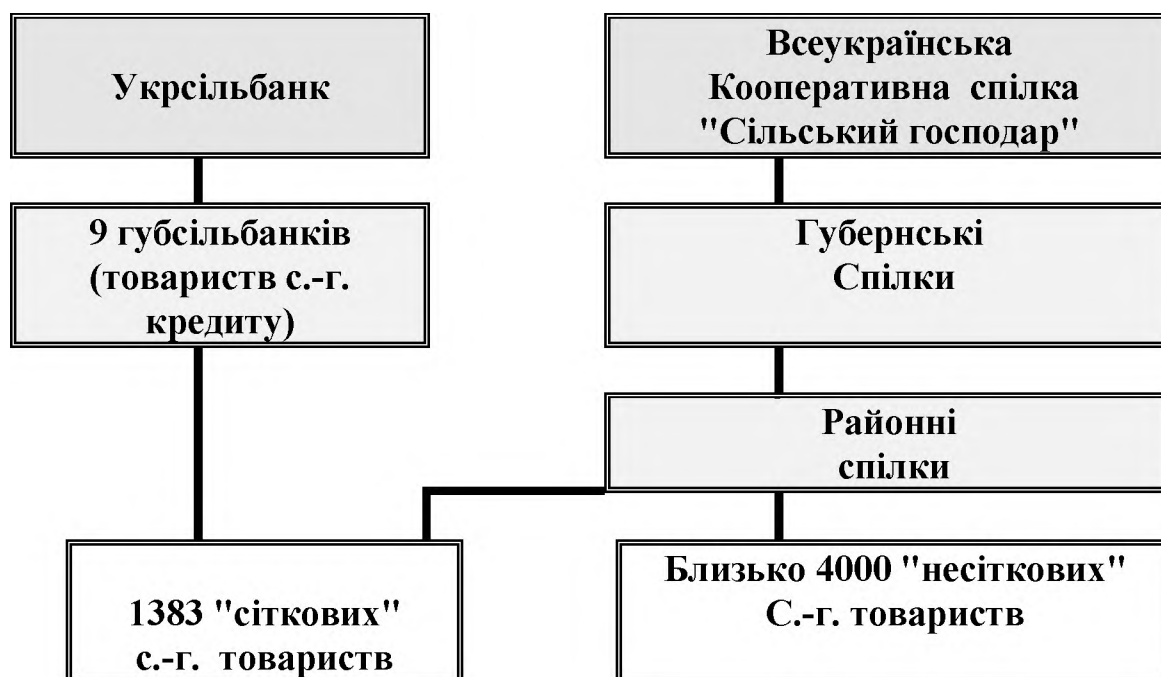 Укрсільбанк
Всеукраїнська
Кооперативна спілка
"Сільський господар"
9 губсільбанків
(товариств с.-г.
кредиту)
Губернські
Спілки
Районні
спілки
1383 "сіткових"
с.-г. товариств
Близько 4000 "несіткових"
С.-г. товариств